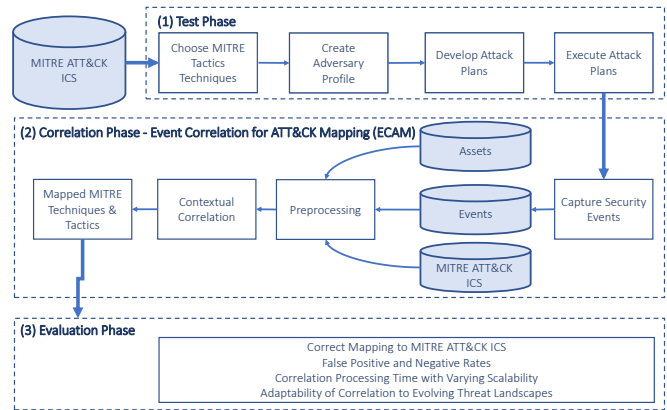 MITRE ATT&CK
ICS
(1) Test Phase
Choose MITRE
Tactics
Techniques
Create
Adversary
Profile
Develop Attack
Plans
Execute Attack
Plans
(2) Correlation Phase - Event Correlation for ATT&CK Mapping (ECAM)
Assets
Mapped MITRE
Techniques &
Tactics
Contextual
Correlation
Preprocessing
Events
Capture Security
Events
MITRE ATT&CK
ICS
(3) Evaluation Phase
Correct Mapping to MITRE ATT&CK ICS
False Positive and Negative Rates
Correlation Processing Time with Varying Scalability
Adaptability of Correlation to Evolving Threat Landscapes